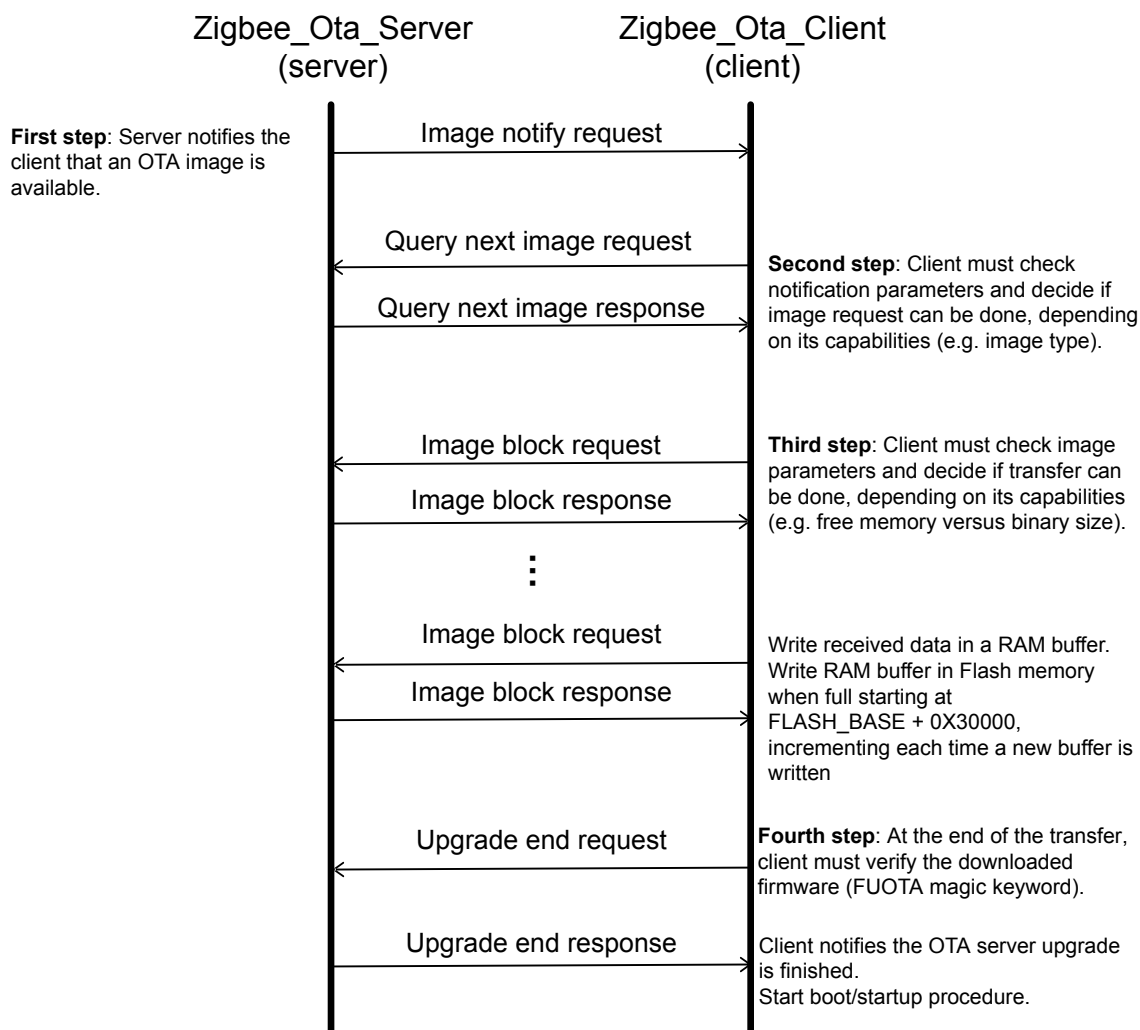 Zigbee_Ota_Server
(server)
Zigbee_Ota_Client
(client)
First step: Server notifies the
client that an OTA image is
available.
Image notify request
Query next image request
Query next image response
Second step: Client must check
notification parameters and decide if
image request can be done, depending
on its capabilities (e.g. image type).
Image block request
Image block response
Third step: Client must check image
parameters and decide if transfer can
be done, depending on its capabilities
(e.g. free memory versus binary size).
...
Image block request
Image block response
Write received data in a RAM buffer.
Write RAM buffer in Flash memory
when full starting at
FLASH_BASE + 0X30000,
incrementing each time a new buffer is
written
Upgrade end request
Fourth step: At the end of the transfer,
client must verify the downloaded
firmware (FUOTA magic keyword).
Upgrade end response
Client notifies the OTA server upgrade
is finished.
Start boot/startup procedure.